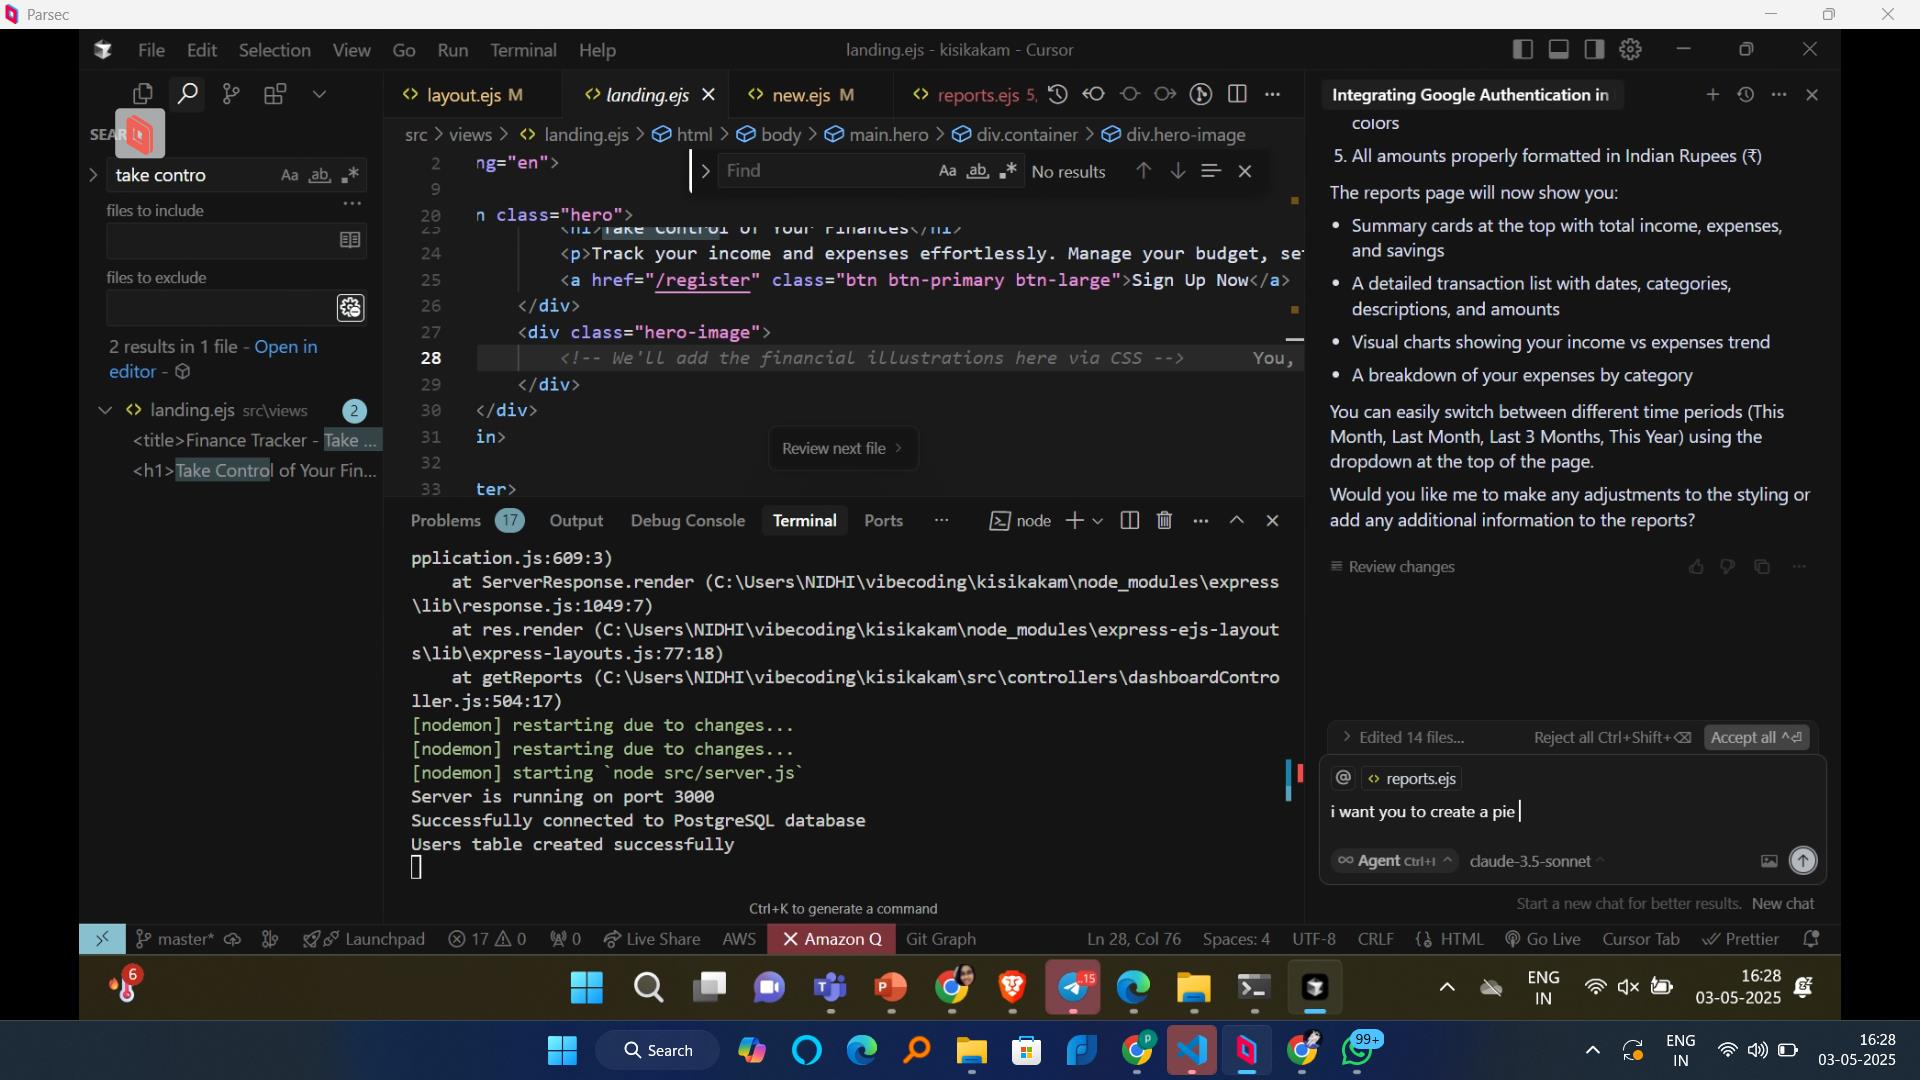 Parsec
File Edit Selection View Go Run Terminal Help
landing.ejs - kisikakam - Cursor
layout.ejs M
landing.ejs
new.ejs M
reports.ejs 5,
Integrating Google Authentication in
SEAR
take contro
Aa ab
files to include
files to exclude
2 results in 1 file - Open in
editor -
landing.ejs src\views 2
<title>Finance Tracker - Take ...
<h1>Take Control of Your Fin...
src > views > landing.ejs > html > body > main.hero > div.container > div.hero-image
Find
Aa ab No results
2 ng="en">
9
20 n class="hero">
23 <h1>Take Control of Your Finances</h1>
24 <p>Track your income and expenses effortlessly. Manage your budget, se
25 <a href="/register" class="btn btn-primary btn-large">Sign Up Now</a>
26 </div>
27 <div class="hero-image">
28 <!-- We'll add the financial illustrations here via CSS --> You,
29 </div>
30 </div>
31 in>
32
33 ter>
Review next file >
Problems 17 Output Debug Console Terminal Ports ... node
pplication.js:609:3)
at ServerResponse.render (C:\Users\NIDHI\vibecoding\kisikakam\node_modules\express
\lib\response.js:1049:7)
at res.render (C:\Users\NIDHI\vibecoding\kisikakam\node_modules\express-ejs-layout
s\lib\express-layouts.js:77:18)
at getReports (C:\Users\NIDHI\vibecoding\kisikakam\src\controllers\dashboardContro
ller.js:504:17)
[nodemon] restarting due to changes...
[nodemon] restarting due to changes...
[nodemon] starting `node src/server.js`
Server is running on port 3000
Successfully connected to PostgreSQL database
Users table created successfully
Ctrl+K to generate a command
colors
5. All amounts properly formatted in Indian Rupees (₹)
The reports page will now show you:
• Summary cards at the top with total income, expenses,
and savings
• A detailed transaction list with dates, categories,
descriptions, and amounts
• Visual charts showing your income vs expenses trend
• A breakdown of your expenses by category
You can easily switch between different time periods (This
Month, Last Month, Last 3 Months, This Year) using the
dropdown at the top of the page.
Would you like me to make any adjustments to the styling or
add any additional information to the reports?
Review changes
> Edited 14 files... Reject all Ctrl+Shift+⌫ Accept all ^⏎
@ reports.ejs
i want you to create a pie
∞ Agent Ctrl+I ^ claude-3.5-sonnet ^
Start a new chat for better results. New chat
master* Launchpad 17 0 0 Live Share AWS Amazon Q Git Graph
Ln 28, Col 76 Spaces: 4 UTF-8 CRLF HTML Go Live Cursor Tab Prettier
6
15
ENG
IN
16:28
03-05-2025
Search
P
99+
ENG
IN
16:28
03-05-2025